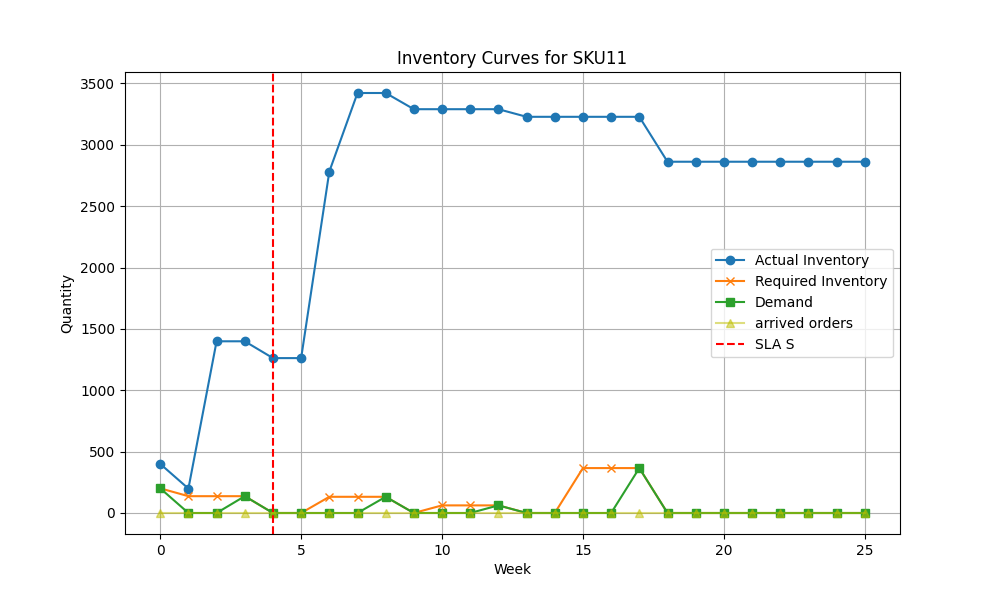 Inventory Curves for SKU11
3500
3000
2500
2000
1500
1000
500
0
Quantity
Actual Inventory
Required Inventory
Demand
arrived orders
SLA S
0 5 10 15 20 25
Week